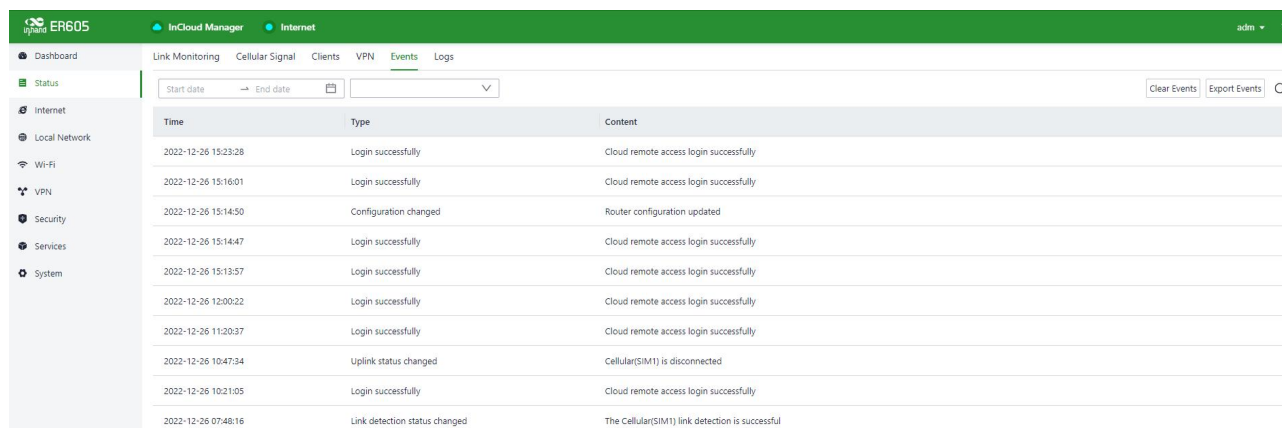 inhand ER605 InCloud Manager Internet adm
Dashboard
Status
Internet
Local Network
Wi-Fi
VPN
Security
Services
System
Link Monitoring Cellular Signal Clients VPN Events Logs
Start date → End date Clear Events Export Events
Time Type Content
2022-12-26 15:23:28 Login successfully Cloud remote access login successfully
2022-12-26 15:16:01 Login successfully Cloud remote access login successfully
2022-12-26 15:14:50 Configuration changed Router configuration updated
2022-12-26 15:14:47 Login successfully Cloud remote access login successfully
2022-12-26 15:13:57 Login successfully Cloud remote access login successfully
2022-12-26 12:00:22 Login successfully Cloud remote access login successfully
2022-12-26 11:20:37 Login successfully Cloud remote access login successfully
2022-12-26 10:47:34 Uplink status changed Cellular(SIM1) is disconnected
2022-12-26 10:21:05 Login successfully Cloud remote access login successfully
2022-12-26 07:48:16 Link detection status changed The Cellular(SIM1) link detection is successful